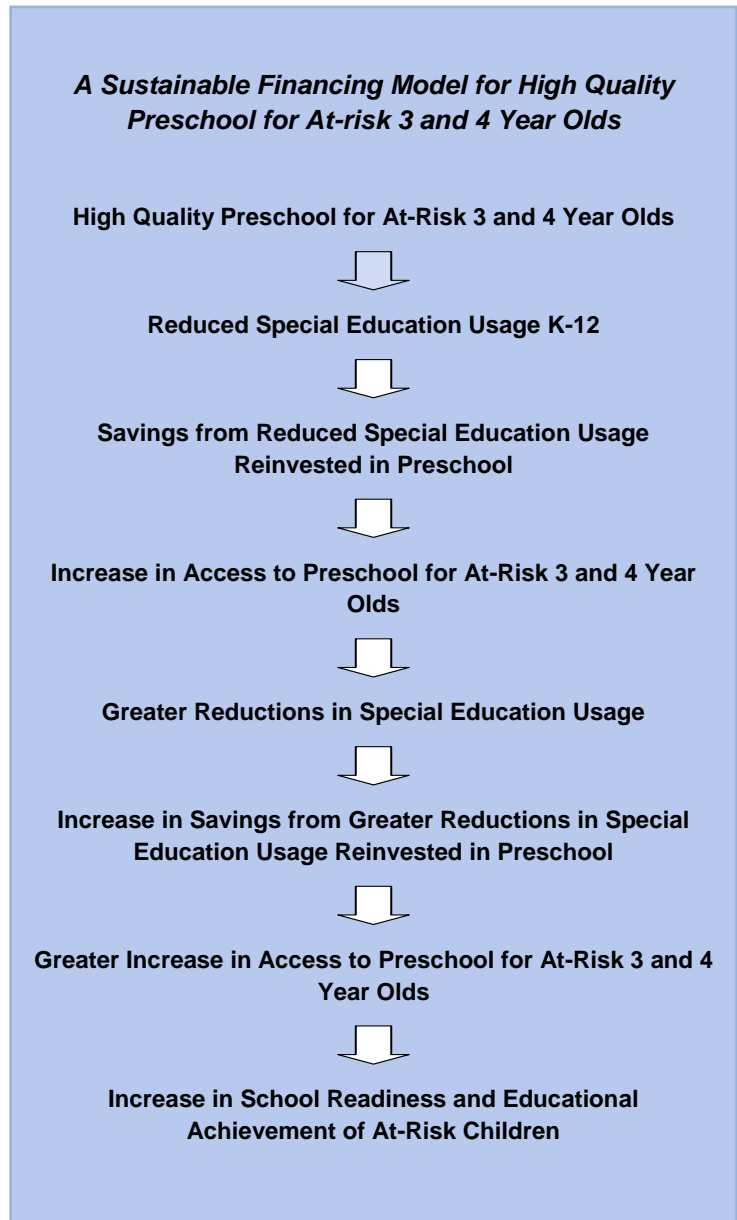 A Sustainable Financing Model for High Quality
Preschool for At-risk 3 and 4 Year Olds
High Quality Preschool for At-Risk 3 and 4 Year Olds
Reduced Special Education Usage K-12
Savings from Reduced Special Education Usage
Reinvested in Preschool
Increase in Access to Preschool for At-Risk 3 and 4 Year
Olds
Greater Reductions in Special Education Usage
Increase in Savings from Greater Reductions in Special
Education Usage Reinvested in Preschool
Greater Increase in Access to Preschool for At-Risk 3 and 4
Year Olds
Increase in School Readiness and Educational
Achievement of At-Risk Children